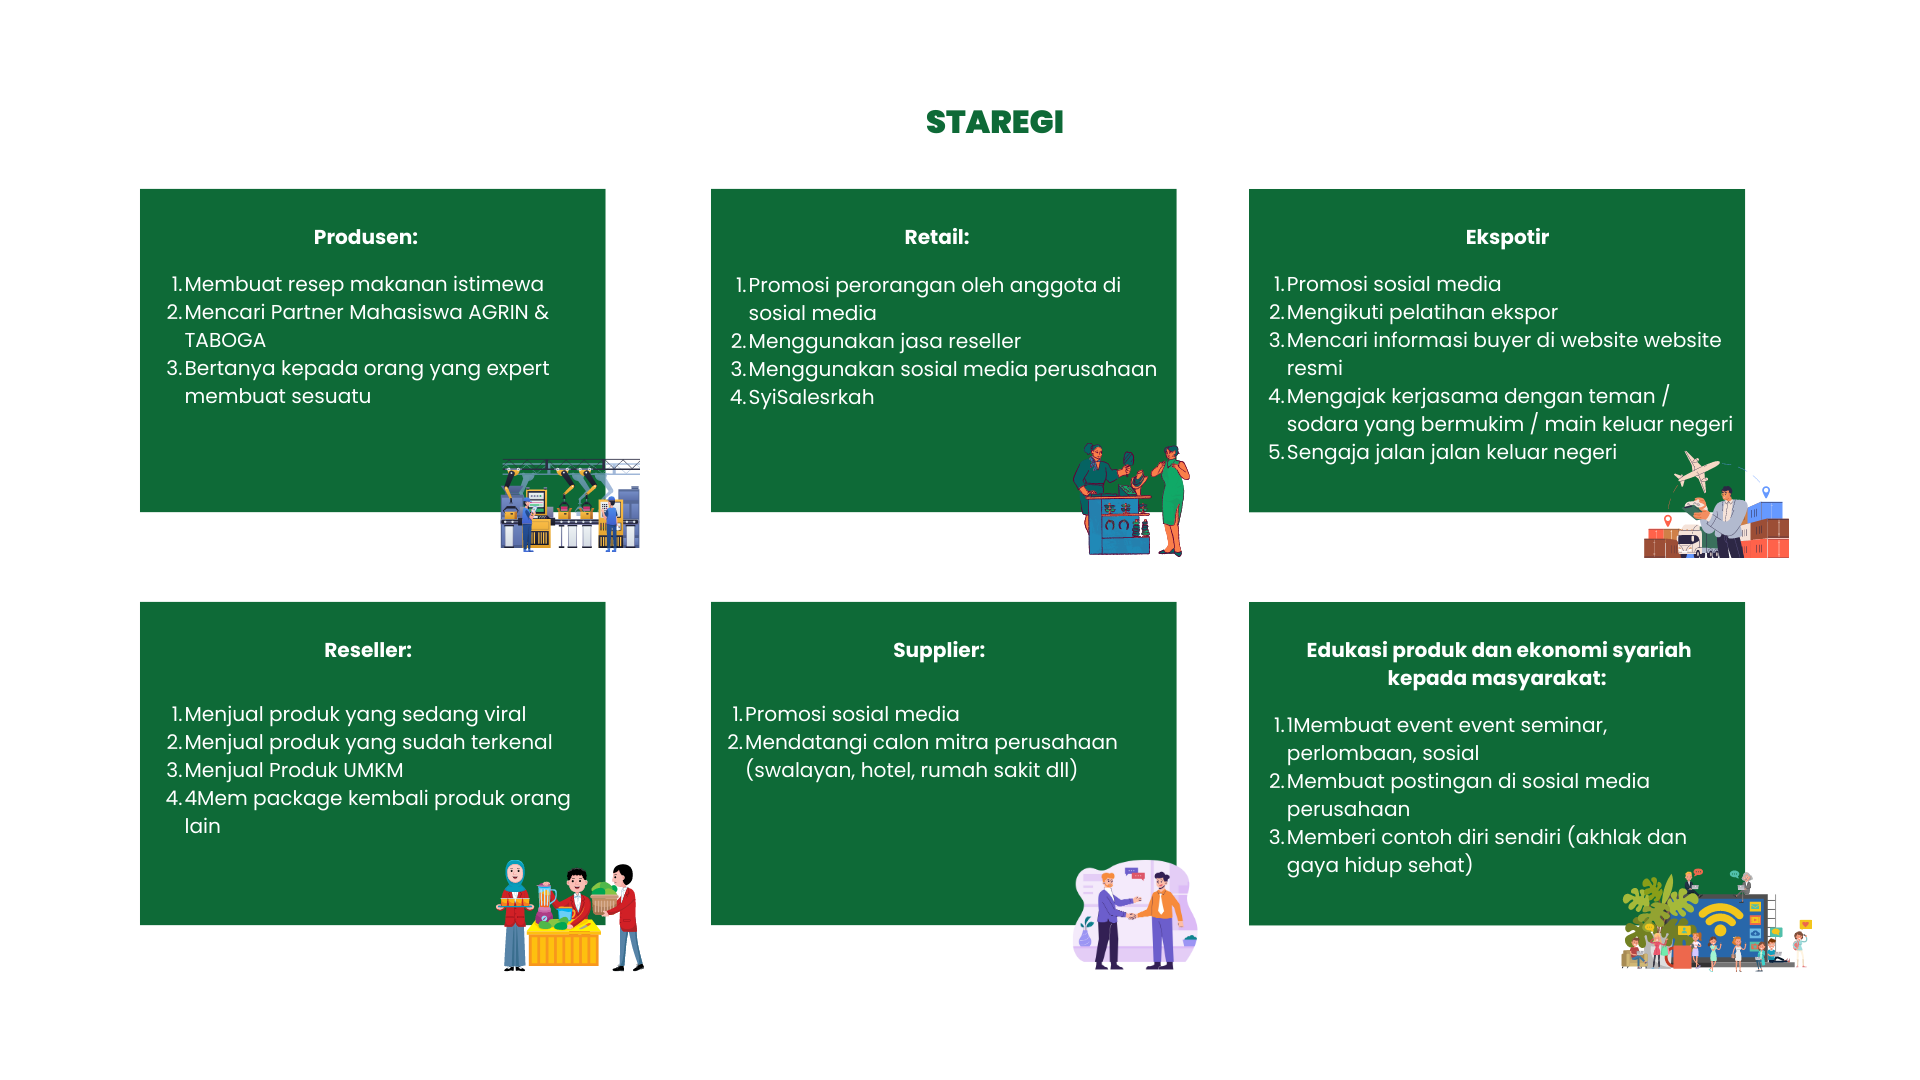 STAREGI
Produsen:
1.Membuat resep makanan istimewa
2.Mencari Partner Mahasiswa AGRIN &
TABOGA
3.Bertanya kepada orang yang expert
membuat sesuatu
Retail:
1.Promosi perorangan oleh anggota di
sosial media
2.Menggunakan jasa reseller
3.Menggunakan sosial media perusahaan
4.SyiSalesrkah
Ekspotir
1.Promosi sosial media
2.Mengikuti pelatihan ekspor
3.Mencari informasi buyer di website website
resmi
4.Mengajak kerjasama dengan teman /
sodara yang bermukim / main keluar negeri
5.Sengaja jalan jalan keluar negeri
Reseller:
1.Menjual produk yang sedang viral
2.Menjual produk yang sudah terkenal
3.Menjual Produk UMKM
4.4Mem package kembali produk orang
lain
Supplier:
1.Promosi sosial media
2.Mendatangi calon mitra perusahaan
(swalayan, hotel, rumah sakit dll)
Edukasi produk dan ekonomi syariah
kepada masyarakat:
1.1Membuat event event seminar,
perlombaan, sosial
2.Membuat postingan di sosial media
perusahaan
3.Memberi contoh diri sendiri (akhlak dan
gaya hidup sehat)